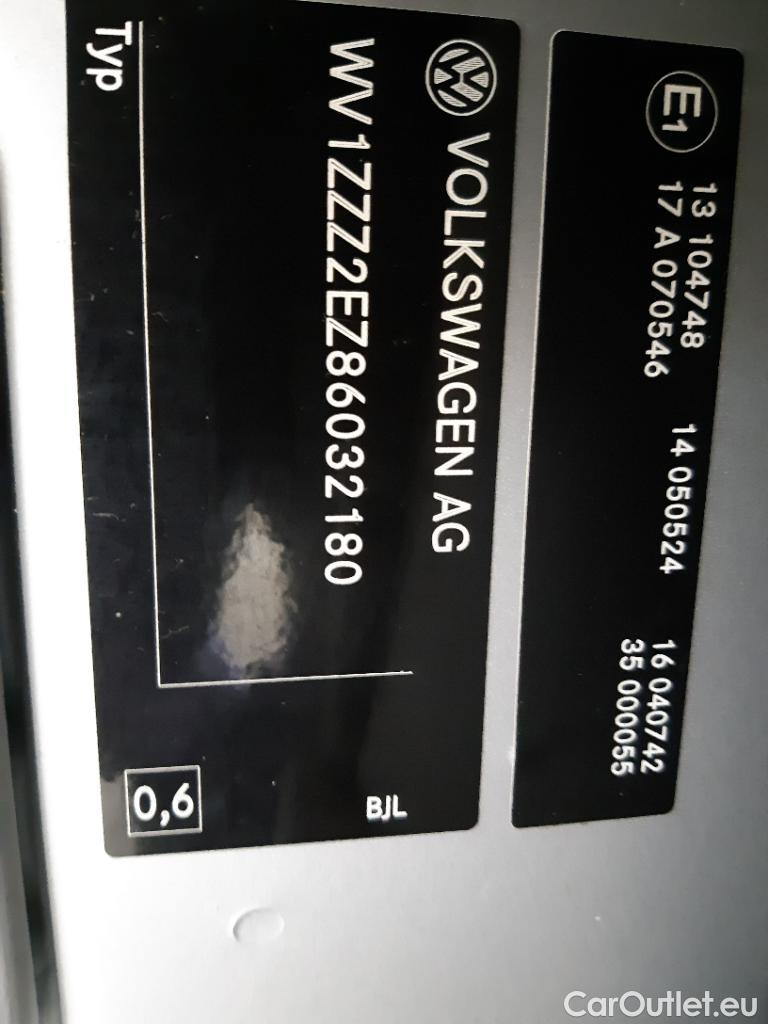 E1
13 104748 14 050524 16 040742
17 A 070546 35 000055
VOLKSWAGEN AG
WV1ZZZ2EZ86032180
BJL
Typ
0,6
CarOutlet.eu